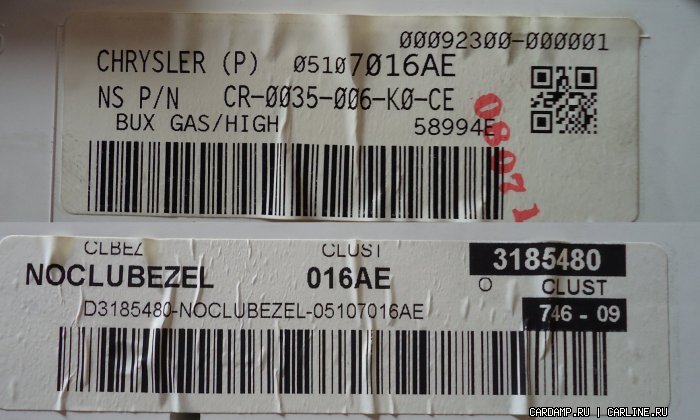 00092300-000001
CHRYSLER (P) 05107016AE
NS P/N CR-0035-006-K0-CE
BUX GAS/HIGH 58994E
08071
CLBEZ CLUST 3185480
NOCLUBEZEL 016AE O CLUST
D3185480-NOCLUBEZEL-05107016AE 746 - 09
CARDAMP.RU | CARLINE.RU